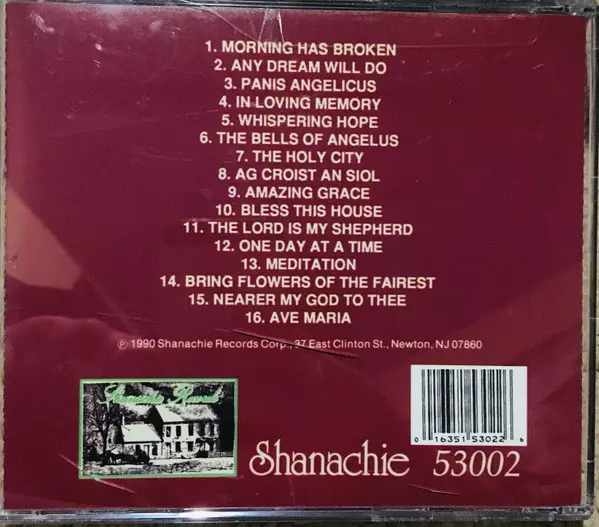 1. MORNING HAS BROKEN
2. ANY DREAM WILL DO
3. PANIS ANGELICUS
4. IN LOVING MEMORY
5. WHISPERING HOPE
6. THE BELLS OF ANGELUS
7. THE HOLY CITY
8. AG CROIST AN SIOL
9. AMAZING GRACE
10. BLESS THIS HOUSE
11. THE LORD IS MY SHEPHERD
12. ONE DAY AT A TIME
13. MEDITATION
14. BRING FLOWERS OF THE FAIREST
15. NEARER MY GOD TO THEE
16. AVE MARIA
℗ 1990 Shanachie Records Corp., 37 East Clinton St., Newton, NJ 07860
Shanachie Records
0 16351 53022 6
Shanachie 53002